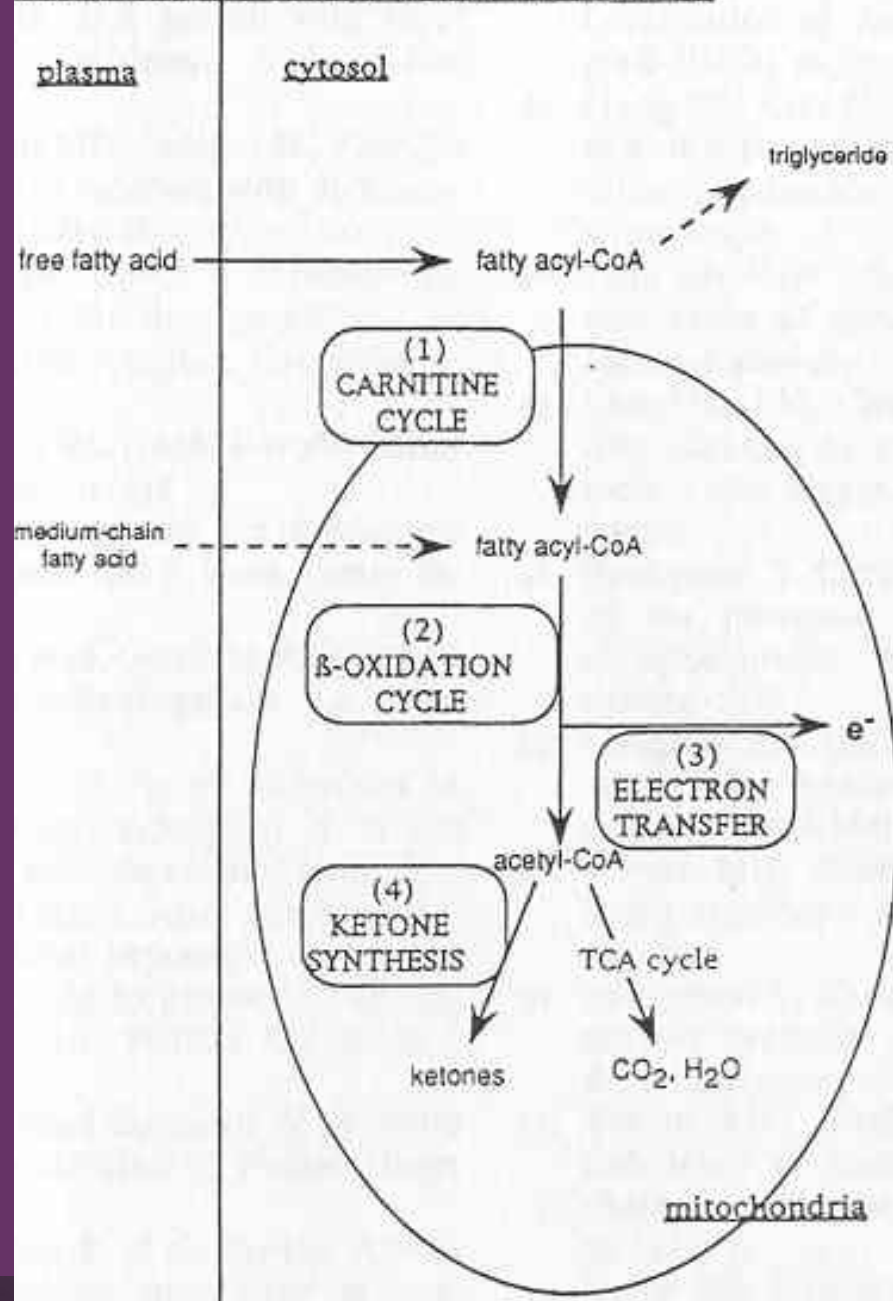 plasma
cytosol
triglyceride
free fatty acid
fatty acyl-CoA
(1)
CARNITINE
CYCLE
medium-chain
fatty acid
fatty acyl-CoA
(2)
ß-OXIDATION
CYCLE
e⁻
(3)
ELECTRON
TRANSFER
acetyl-CoA
(4)
KETONE
SYNTHESIS
TCA cycle
ketones
CO₂, H₂O
mitochondria